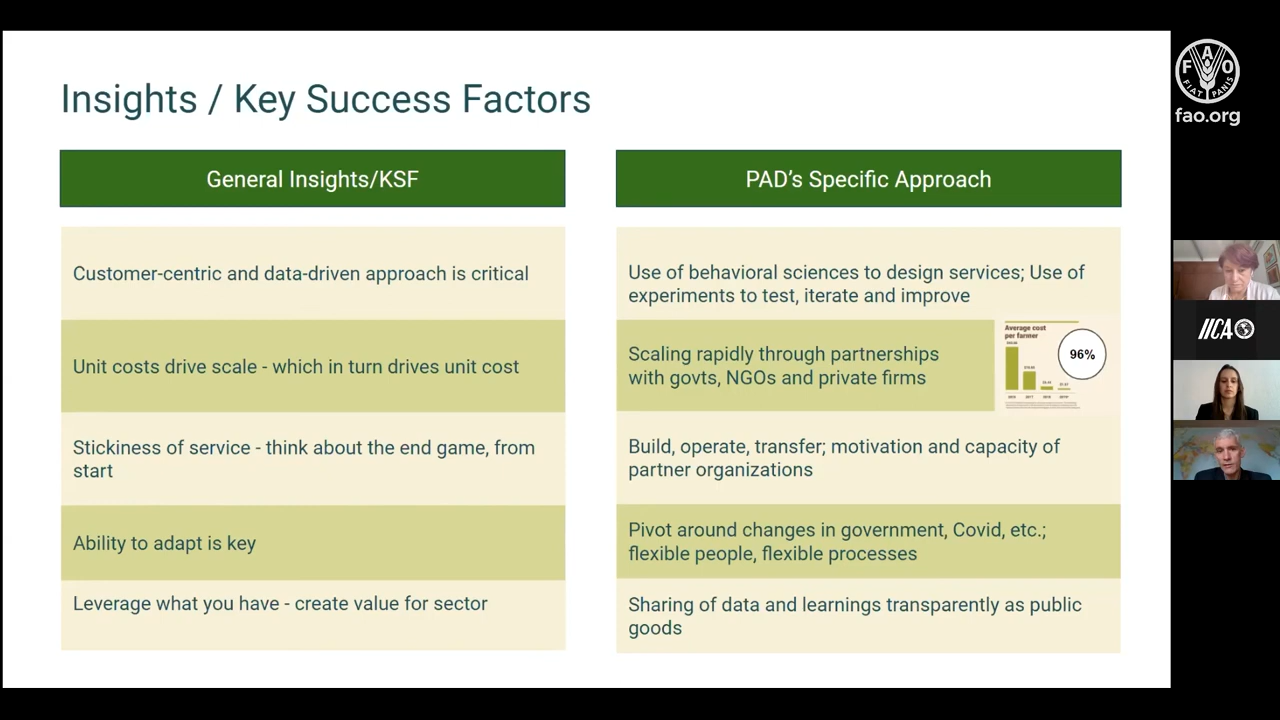 Insights / Key Success Factors
General Insights/KSF
PAD's Specific Approach
Customer-centric and data-driven approach is critical
Use of behavioral sciences to design services; Use of
experiments to test, iterate and improve
Unit costs drive scale - which in turn drives unit cost
Scaling rapidly through partnerships
with govts, NGOs and private firms
Average cost
per farmer
96%
2017
Stickiness of service - think about the end game, from
start
Build, operate, transfer; motivation and capacity of
partner organizations
Ability to adapt is key
Pivot around changes in government, Covid, etc.;
flexible people, flexible processes
Leverage what you have - create value for sector
Sharing of data and learnings transparently as public
goods
FAO
FIAT PANIS
fao.org
IICA